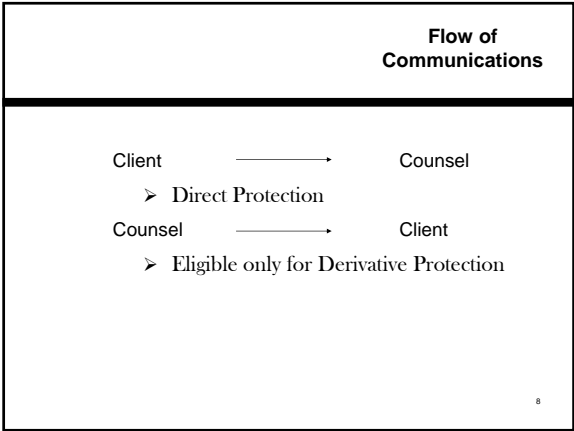 Flow of
Communications
Client Counsel
➢ Direct Protection
Counsel Client
➢ Eligible only for Derivative Protection
8